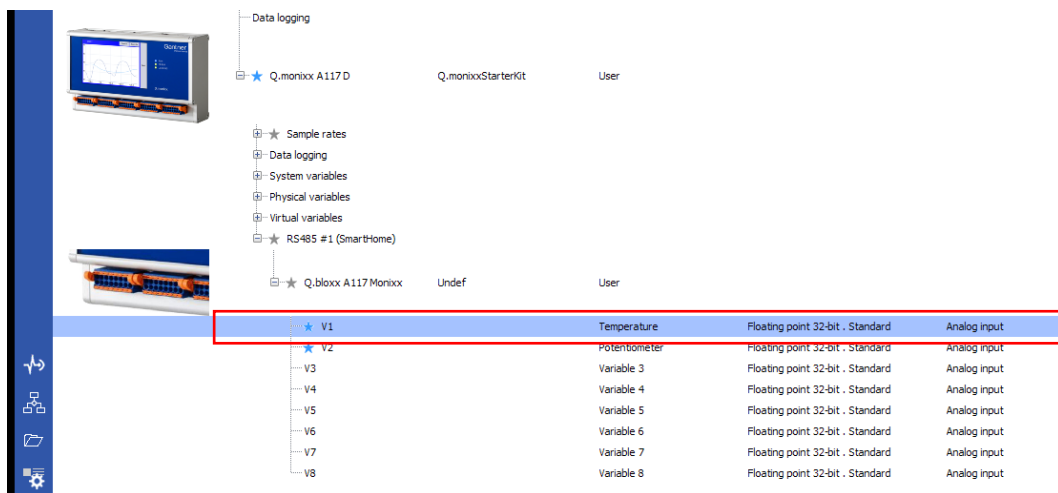 Data logging
Gantner
Q.monixx A117 D Q.monixxStarterKit User
Sample rates
Data logging
System variables
Physical variables
Virtual variables
RS485 #1 (SmartHome)
Q.bloxx A117 Monixx Undef User
V1 Temperature Floating point 32-bit . Standard Analog input
V2 Potentiometer Floating point 32-bit . Standard Analog input
V3 Variable 3 Floating point 32-bit . Standard Analog input
V4 Variable 4 Floating point 32-bit . Standard Analog input
V5 Variable 5 Floating point 32-bit . Standard Analog input
V6 Variable 6 Floating point 32-bit . Standard Analog input
V7 Variable 7 Floating point 32-bit . Standard Analog input
V8 Variable 8 Floating point 32-bit . Standard Analog input